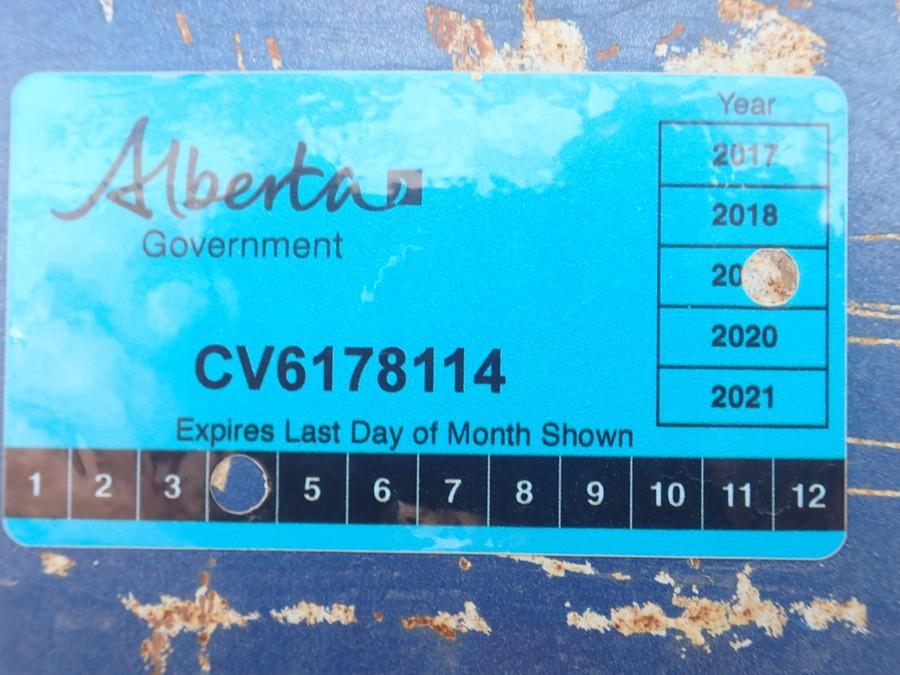 Alberta
Government
CV6178114
Expires Last Day of Month Shown
Year
2017
2018
20
2020
2021
1 2 3 5 6 7 8 9 10 11 12